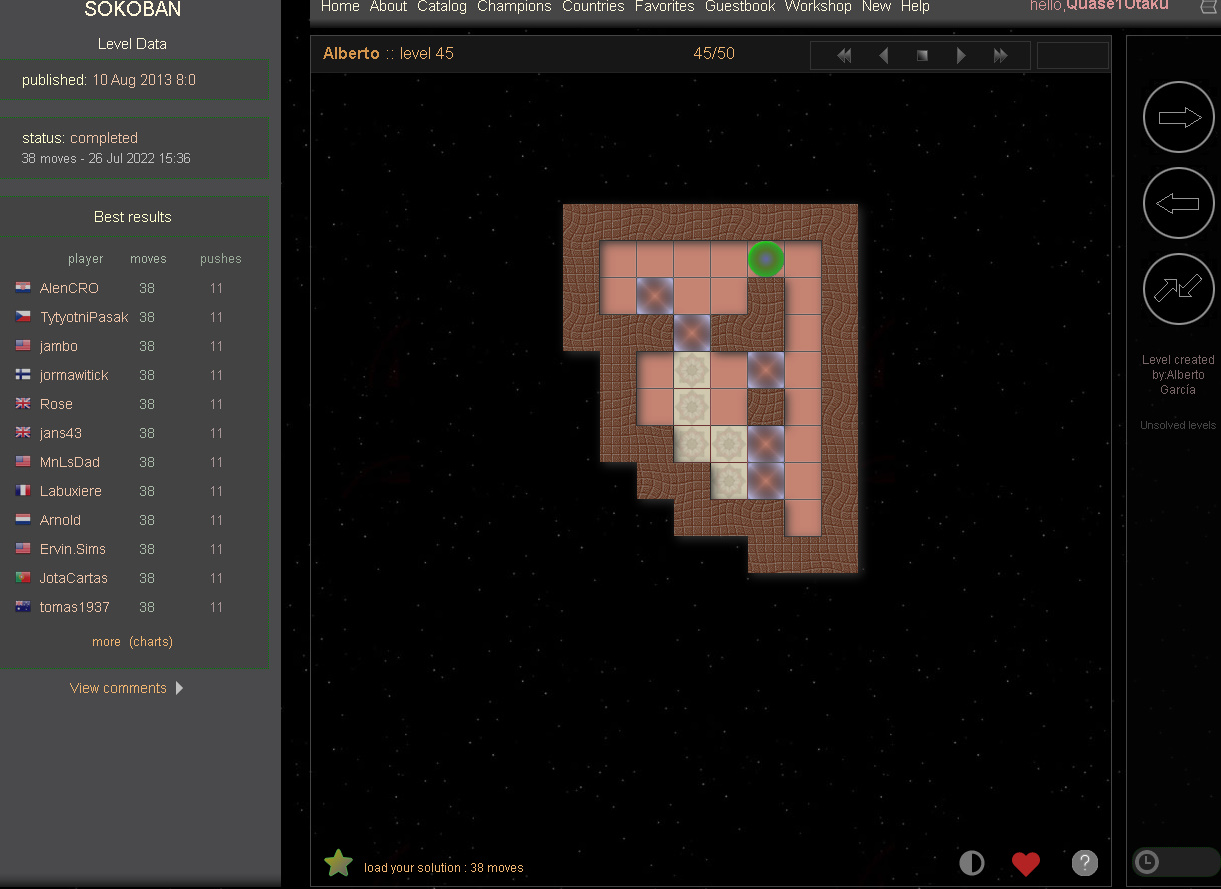 SOKOBAN
Level Data
published: 10 Aug 2013 8:0
status: completed
38 moves - 26 Jul 2022 15:36
Best results
player moves pushes
AlenCRO 38 11
TytyotniPasak 38 11
jambo 38 11
jormawitick 38 11
Rose 38 11
jans43 38 11
MnLsDad 38 11
Labuxiere 38 11
Arnold 38 11
Ervin.Sims 38 11
JotaCartas 38 11
tomas1937 38 11
more (charts)
View comments
Home About Catalog Champions Countries Favorites Guestbook Workshop New Help
hello,Quase1Otaku
Alberto :: level 45
45/50
load your solution : 38 moves
?
Level created
by:Alberto
García
Unsolved levels